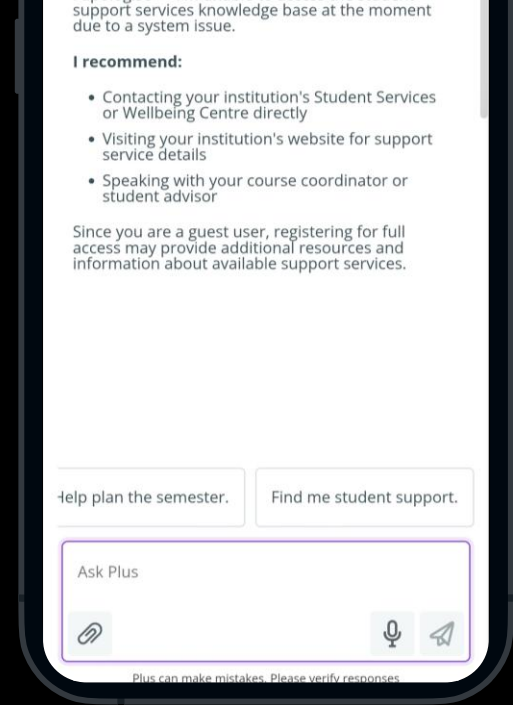 support services knowledge base at the moment
due to a system issue.
I recommend:
• Contacting your institution's Student Services
or Wellbeing Centre directly
• Visiting your institution's website for support
service details
• Speaking with your course coordinator or
student advisor
Since you are a guest user, registering for full
access may provide additional resources and
information about available support services.
Help plan the semester.
Find me student support.
Ask Plus
Plus can make mistakes. Please verify responses